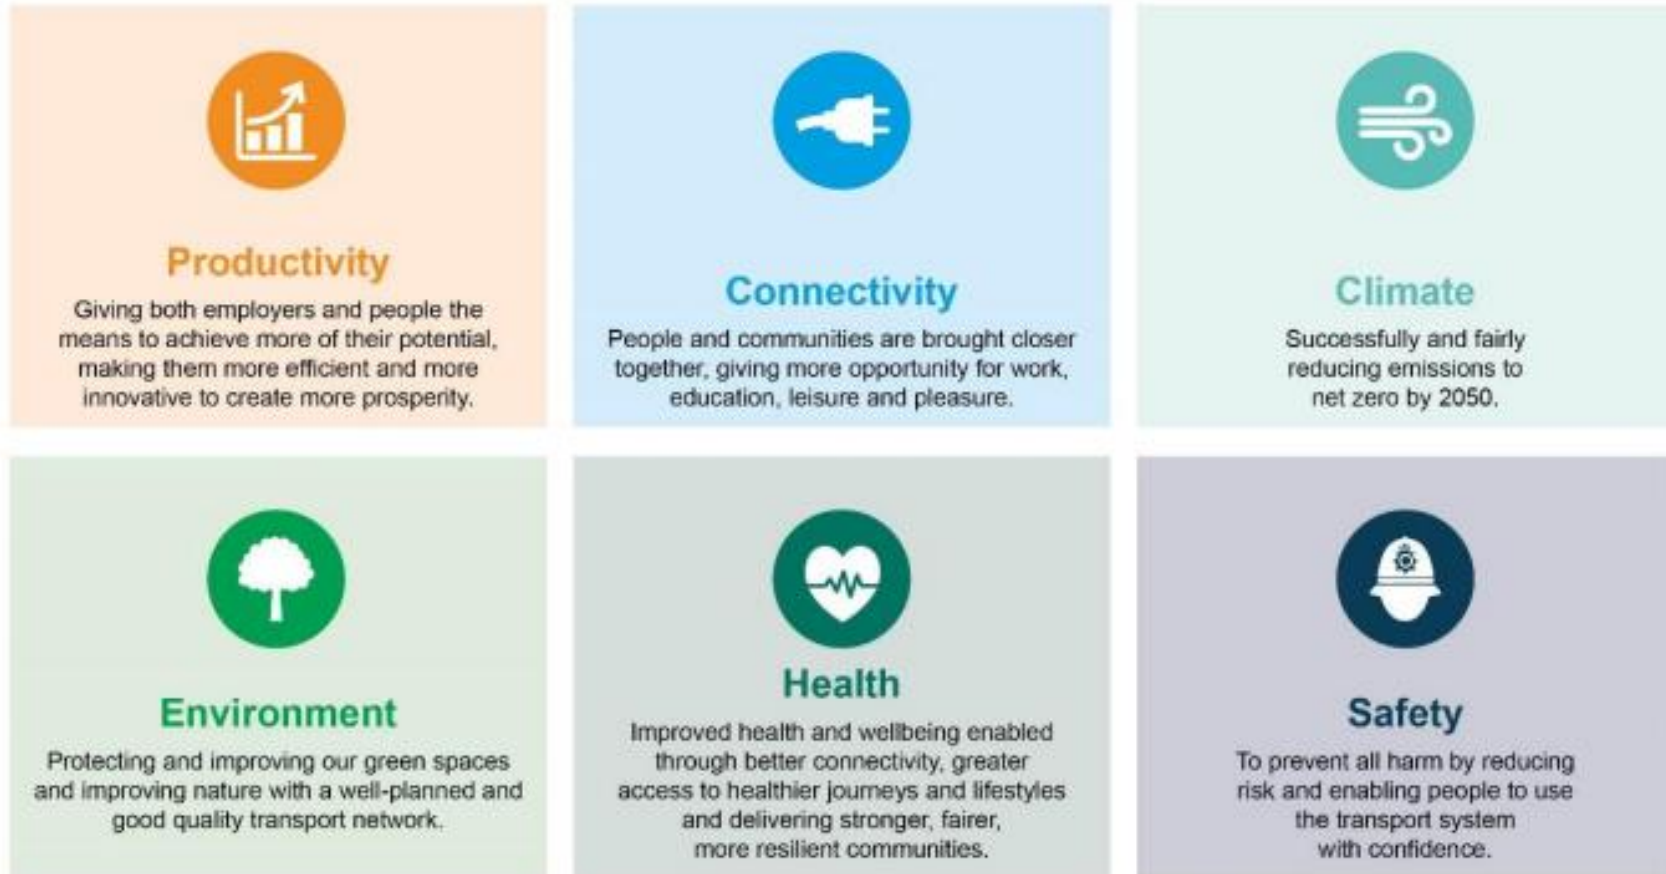 Productivity
Giving both employers and people the
means to achieve more of their potential,
making them more efficient and more
innovative to create more prosperity.
Connectivity
People and communities are brought closer
together, giving more opportunity for work,
education, leisure and pleasure.
Climate
Successfully and fairly
reducing emissions to
net zero by 2050.
Environment
Protecting and improving our green spaces
and improving nature with a well-planned and
good quality transport network.
Health
Improved health and wellbeing enabled
through better connectivity, greater
access to healthier journeys and lifestyles
and delivering stronger, fairer,
more resilient communities.
Safety
To prevent all harm by reducing
risk and enabling people to use
the transport system
with confidence.